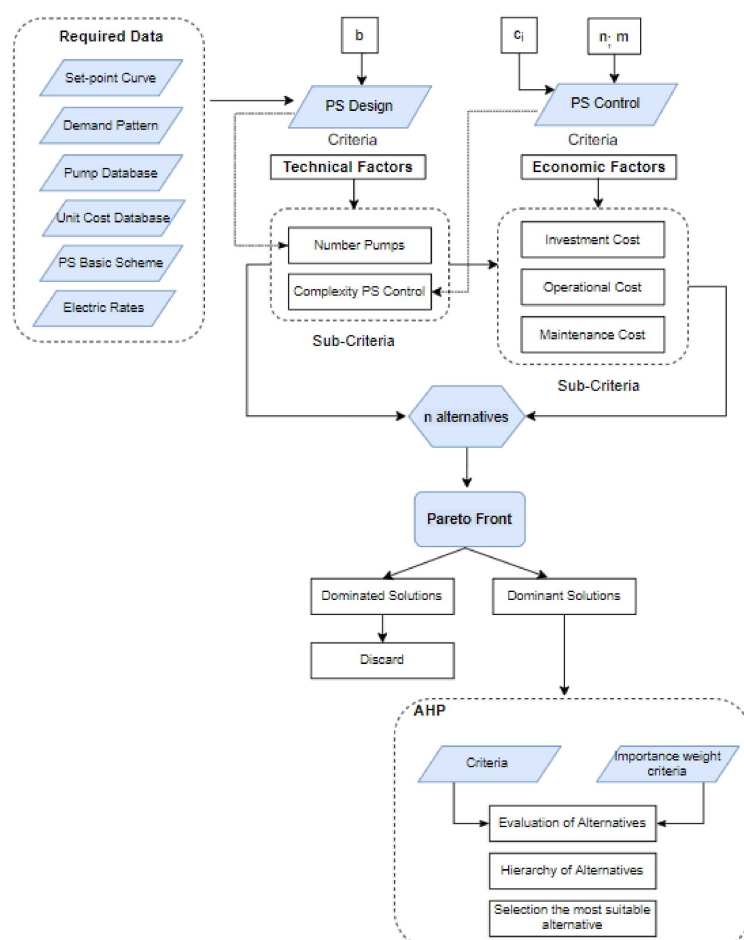 Required Data
Set-point Curve
Demand Pattern
Pump Database
Unit Cost Database
PS Basic Scheme
Electric Rates
b
PS Design
Criteria
Technical Factors
Number Pumps
Complexity PS Control
Sub-Criteria
ci
n; m
PS Control
Criteria
Economic Factors
Investment Cost
Operational Cost
Maintenance Cost
Sub-Criteria
n alternatives
Pareto Front
Dominated Solutions
Dominant Solutions
Discard
AHP
Criteria
Importance weight
criteria
Evaluation of Alternatives
Hierarchy of Alternatives
Selection the most suitable
alternative